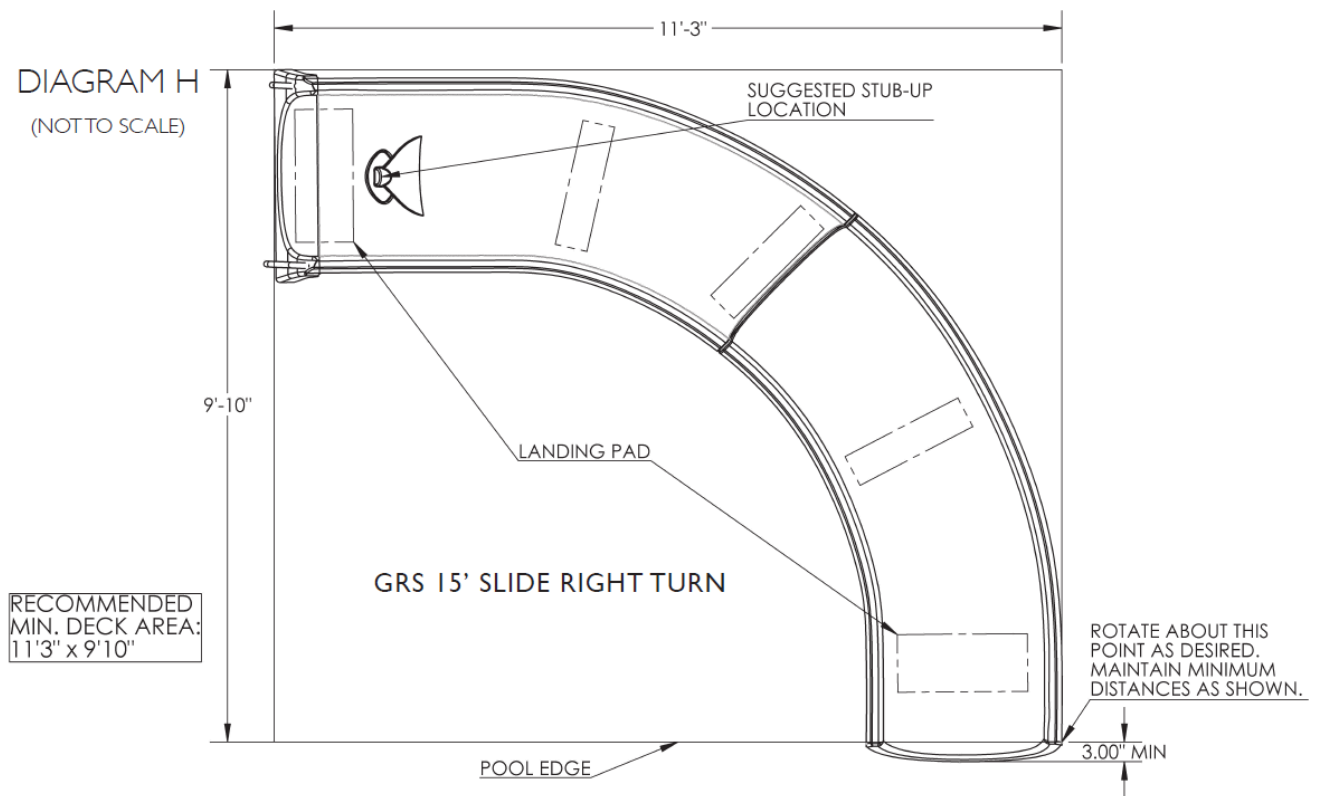 11'-3"
DIAGRAM H
(NOT TO SCALE)
SUGGESTED STUB-UP
LOCATION
9'-10"
LANDING PAD
GRS 15’ SLIDE RIGHT TURN
RECOMMENDED
MIN. DECK AREA:
11'3" x 9'10"
ROTATE ABOUT THIS
POINT AS DESIRED.
MAINTAIN MINIMUM
DISTANCES AS SHOWN.
3.00" MIN
POOL EDGE